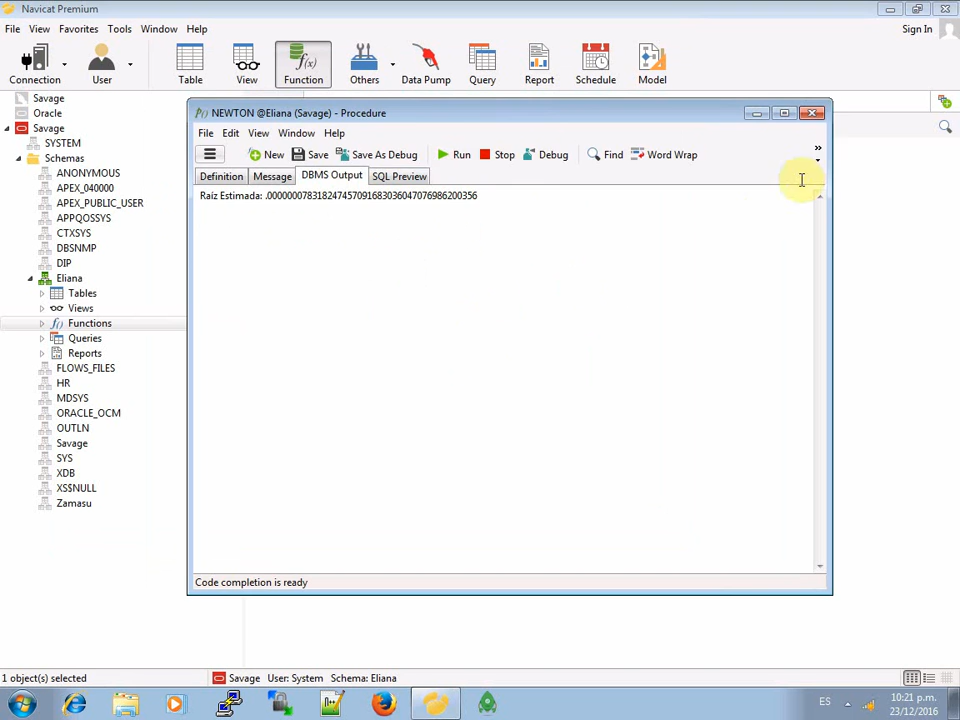 Navicat Premium
File View Favorites Tools Window Help
Sign In
Connection User Table View Function Others Data Pump Query Report Schedule Model
Savage
Oracle
Savage
SYSTEM
Schemas
ANONYMOUS
APEX_040000
APEX_PUBLIC_USER
APPQOSSYS
CTXSYS
DBSNMP
DIP
Eliana
Tables
Views
Functions
Queries
Reports
FLOWS_FILES
HR
MDSYS
ORACLE_OCM
OUTLN
Savage
SYS
XDB
XS$NULL
Zamasu
NEWTON @Eliana (Savage) - Procedure
File Edit View Window Help
New Save Save As Debug Run Stop Debug Find Word Wrap
Definition Message DBMS Output SQL Preview
Raiz Estimada: .0000000783182474570916830360470769862003​56
Code completion is ready
1 object(s) selected
Savage User: System Schema: Eliana
ES
10:21 p.m.
23/12/2016